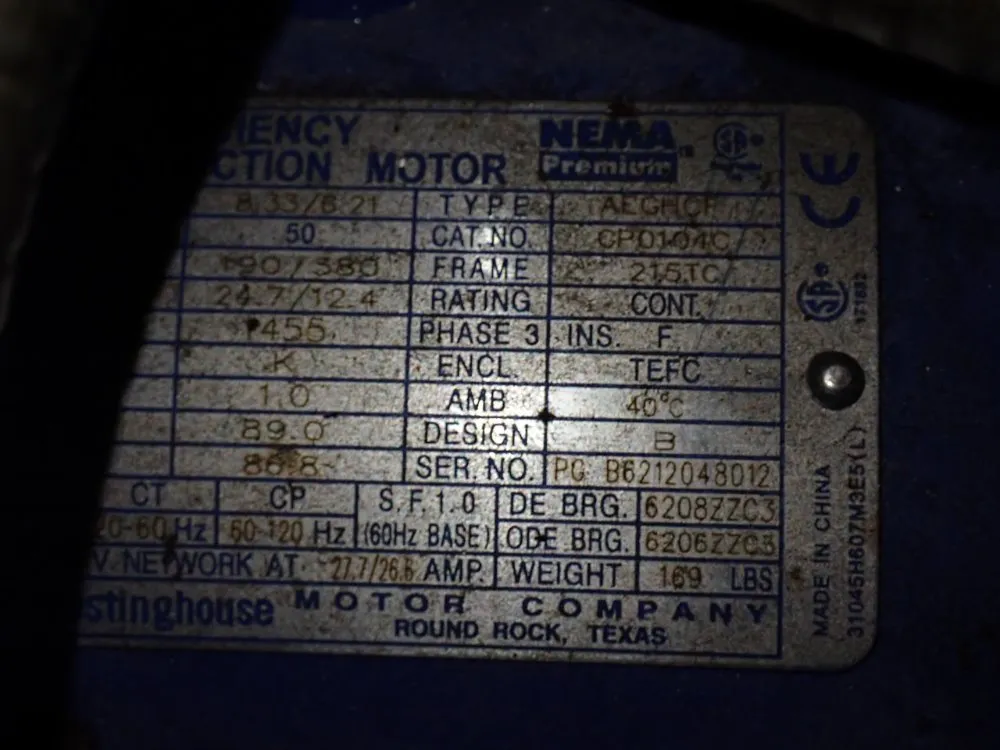 IENCY NEMA
CTION MOTOR Premium
8.33/6.21 TYPE AEGHCF
50 CAT.NO. CP0104C
190/380 FRAME 215TC
24.7/12.4 RATING CONT.
1455 PHASE 3 INS. F
K ENCL. TEFC
1.0 AMB 40°C
89.0 DESIGN B
86.8 SER. NO. PG B6212048012
CT CP S.F.1.0 DE BRG. 6208ZZC3
20-60 Hz 60-120 Hz (60Hz BASE) ODE BRG. 6206ZZC3
V NETWORK AT 27.7/26.6 AMP. WEIGHT 169 LBS
stinghouse MOTOR COMPANY
ROUND ROCK, TEXAS
171832
MADE IN CHINA
31045H607M3E5(L)